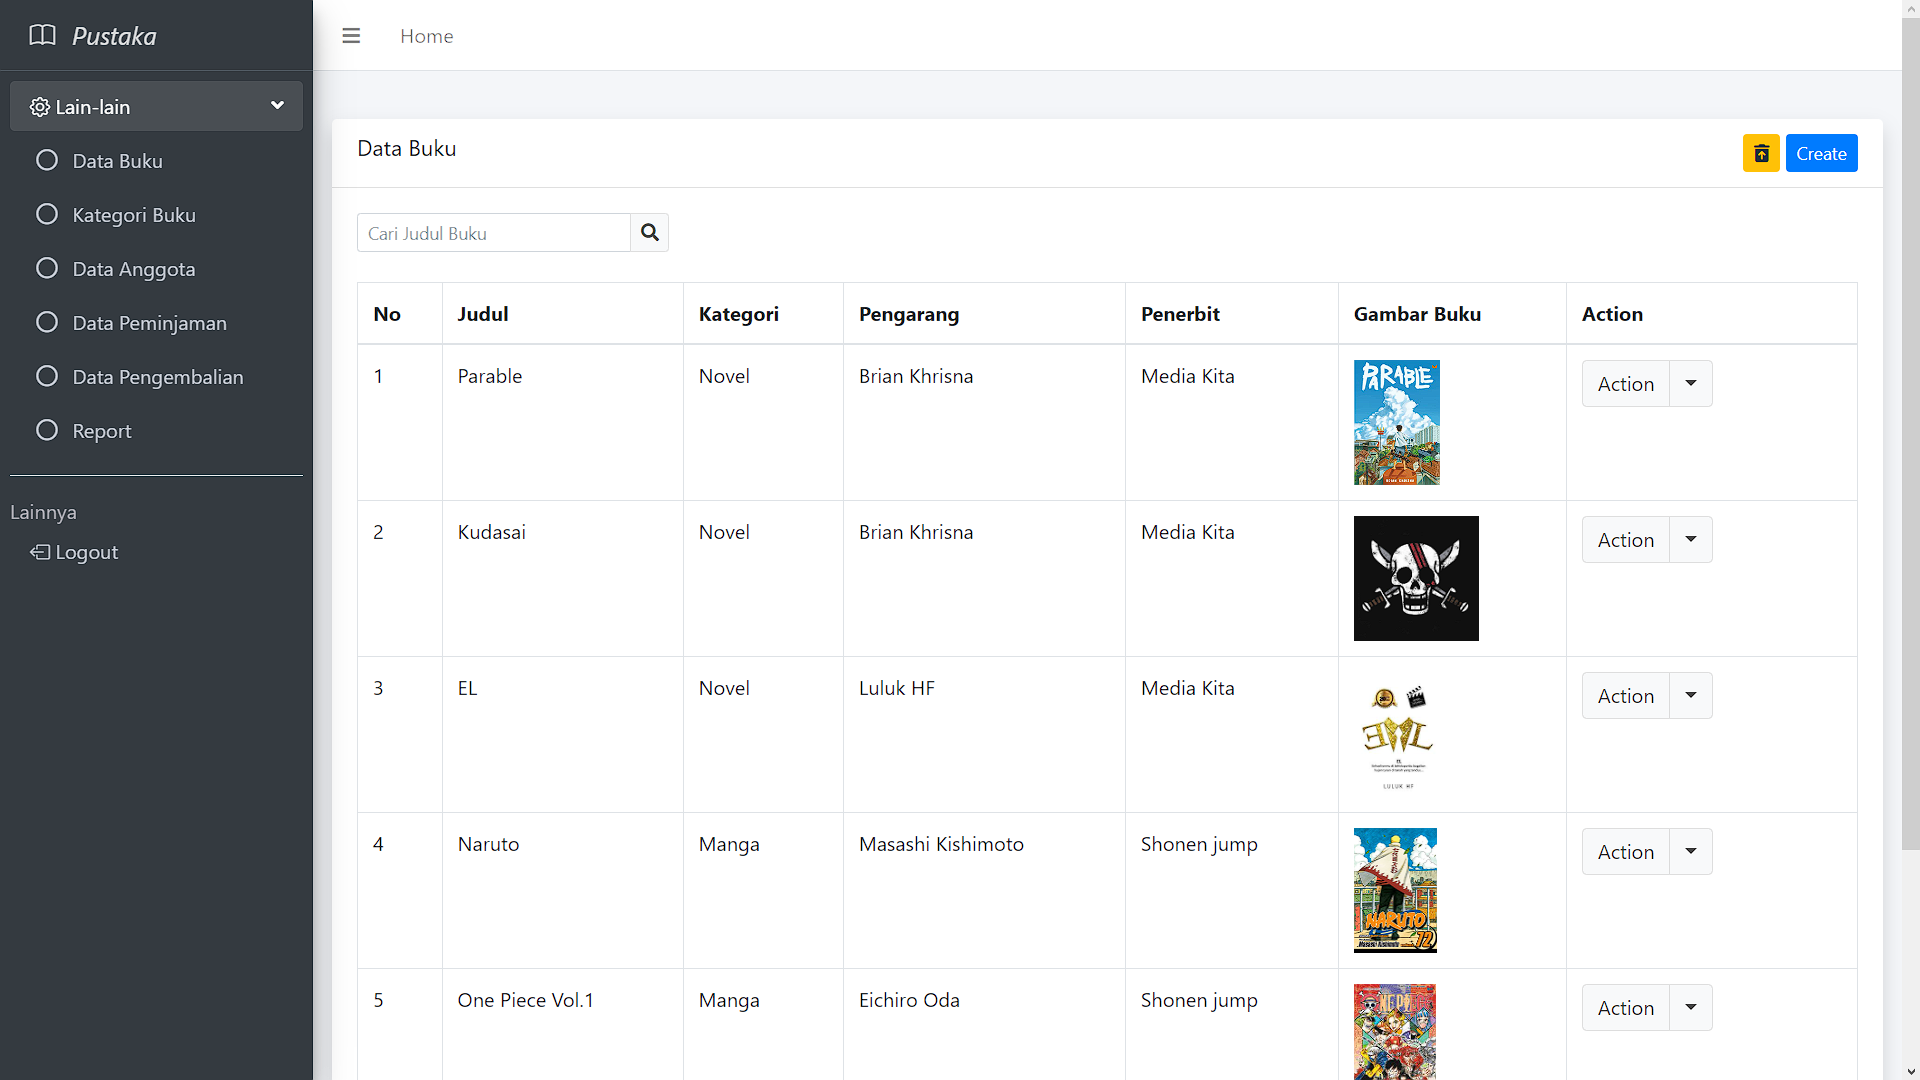 Pustaka
Home
Lain-lain
Data Buku
Kategori Buku
Data Anggota
Data Peminjaman
Data Pengembalian
Report
Lainnya
Logout
Data Buku
Create
Cari Judul Buku
No Judul Kategori Pengarang Penerbit Gambar Buku Action
1 Parable Novel Brian Khrisna Media Kita Action
PARABLE
2 Kudasai Novel Brian Khrisna Media Kita Action
3 EL Novel Luluk HF Media Kita Action
LULUK HF
4 Naruto Manga Masashi Kishimoto Shonen jump Action
NARUTO
72
Masashi Kishimoto
5 One Piece Vol.1 Manga Eichiro Oda Shonen jump Action